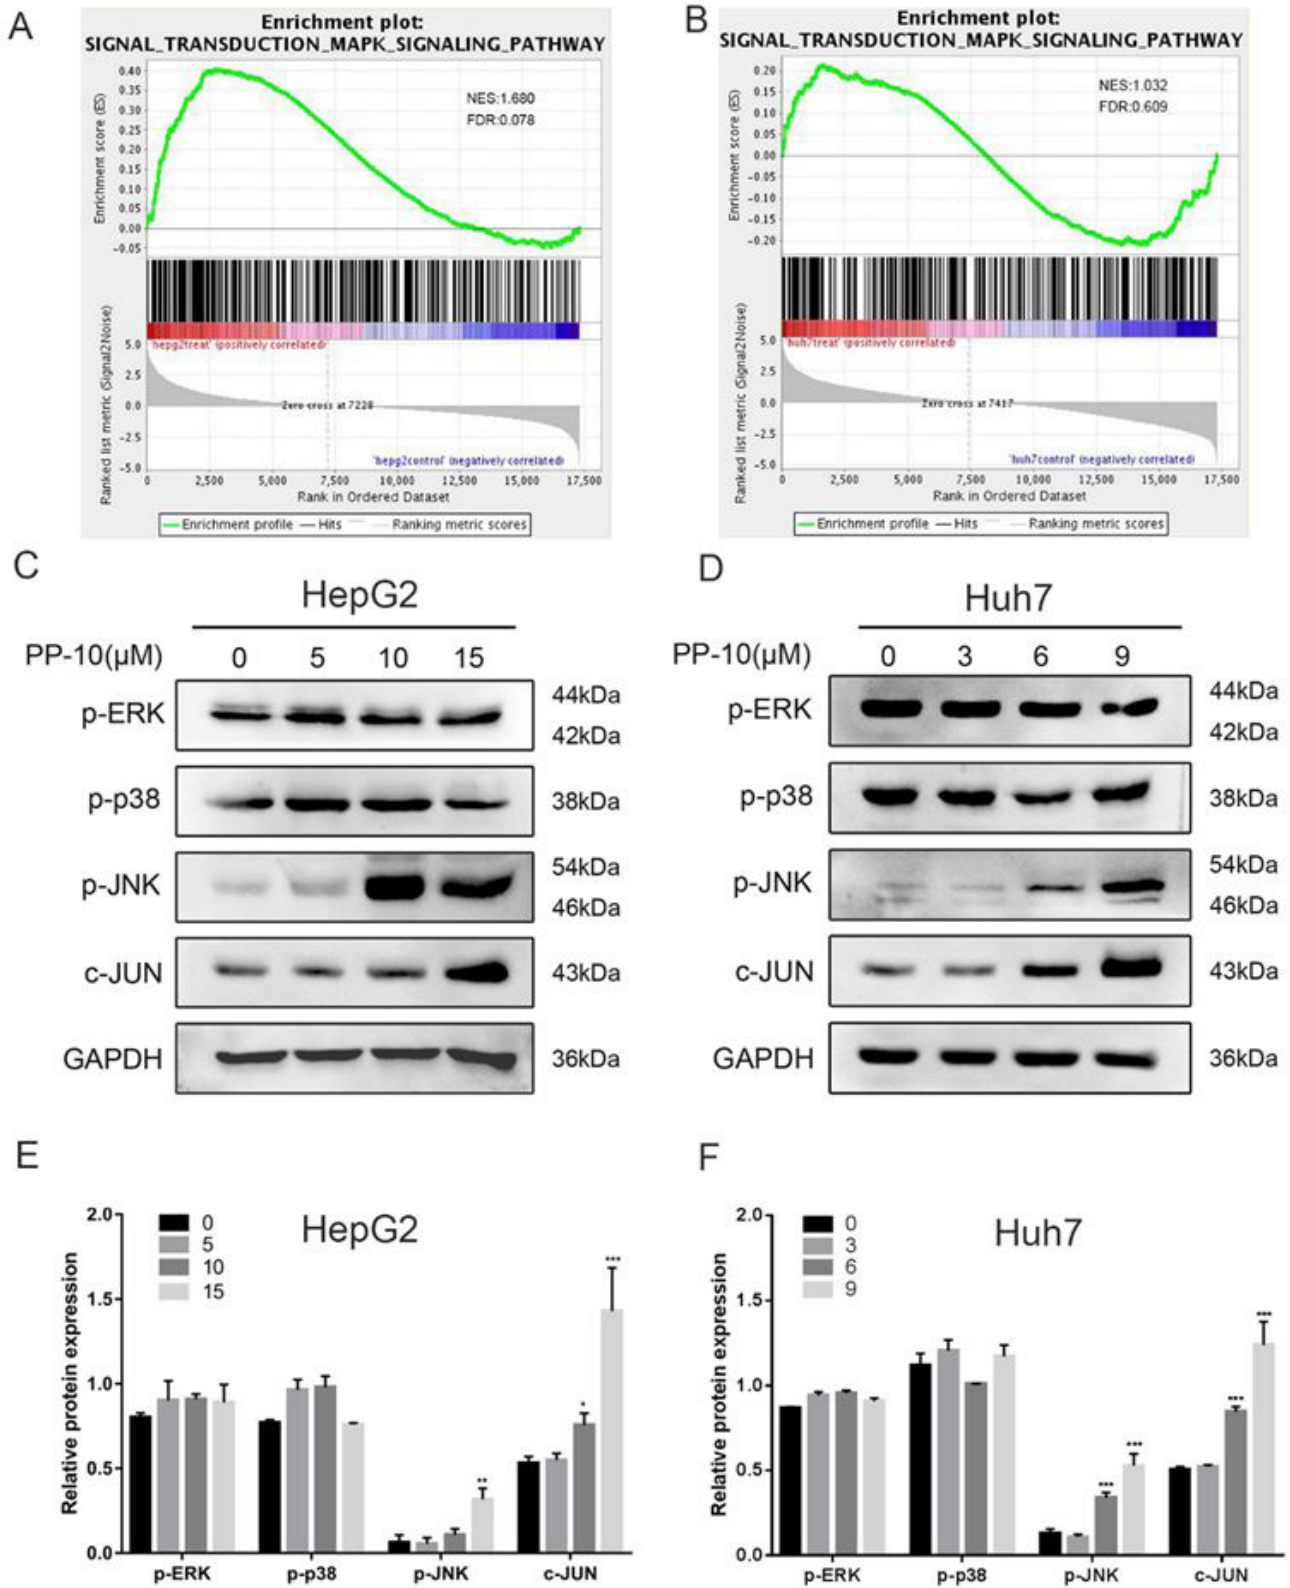 A
Enrichment plot:
SIGNAL_TRANSDUCTION_MAPK_SIGNALING_PATHWAY
NES:1.680
FDR:0.078
Enrichment score (ES)
0.40
0.35
0.30
0.25
0.20
0.15
0.10
0.05
0.00
-0.05
'hepg2treat' (positively correlated)
Zero cross at 7228
'hepg2control' (negatively correlated)
Ranked list metric (Signal2Noise)
5.0
2.5
0.0
-2.5
-5.0
0 2,500 5,000 7,500 10,000 12,500 15,000 17,500
Rank in Ordered Dataset
Enrichment profile Hits Ranking metric scores
B
Enrichment plot:
SIGNAL_TRANSDUCTION_MAPK_SIGNALING_PATHWAY
NES:1.032
FDR:0.609
Enrichment score (ES)
0.20
0.15
0.10
0.05
0.00
-0.05
-0.10
-0.15
-0.20
'huh7treat' (positively correlated)
Zero cross at 7417
'huh7control' (negatively correlated)
Ranked list metric (Signal2Noise)
5.0
2.5
0.0
-2.5
-5.0
0 2,500 5,000 7,500 10,000 12,500 15,000 17,500
Rank in Ordered Dataset
Enrichment profile Hits Ranking metric scores
C
HepG2
PP-10(μM) 0 5 10 15
p-ERK 44kDa
42kDa
p-p38 38kDa
p-JNK 54kDa
46kDa
c-JUN 43kDa
GAPDH 36kDa
D
Huh7
PP-10(μM) 0 3 6 9
p-ERK 44kDa
42kDa
p-p38 38kDa
p-JNK 54kDa
46kDa
c-JUN 43kDa
GAPDH 36kDa
E
HepG2
0
5
10
15
Relative protein expression
2.0
1.5
1.0
0.5
0.0
***
*
**
p-ERK p-p38 p-JNK c-JUN
F
Huh7
0
3
6
9
Relative protein expression
2.0
1.5
1.0
0.5
0.0
***
***
***
***
p-ERK p-p38 p-JNK c-JUN